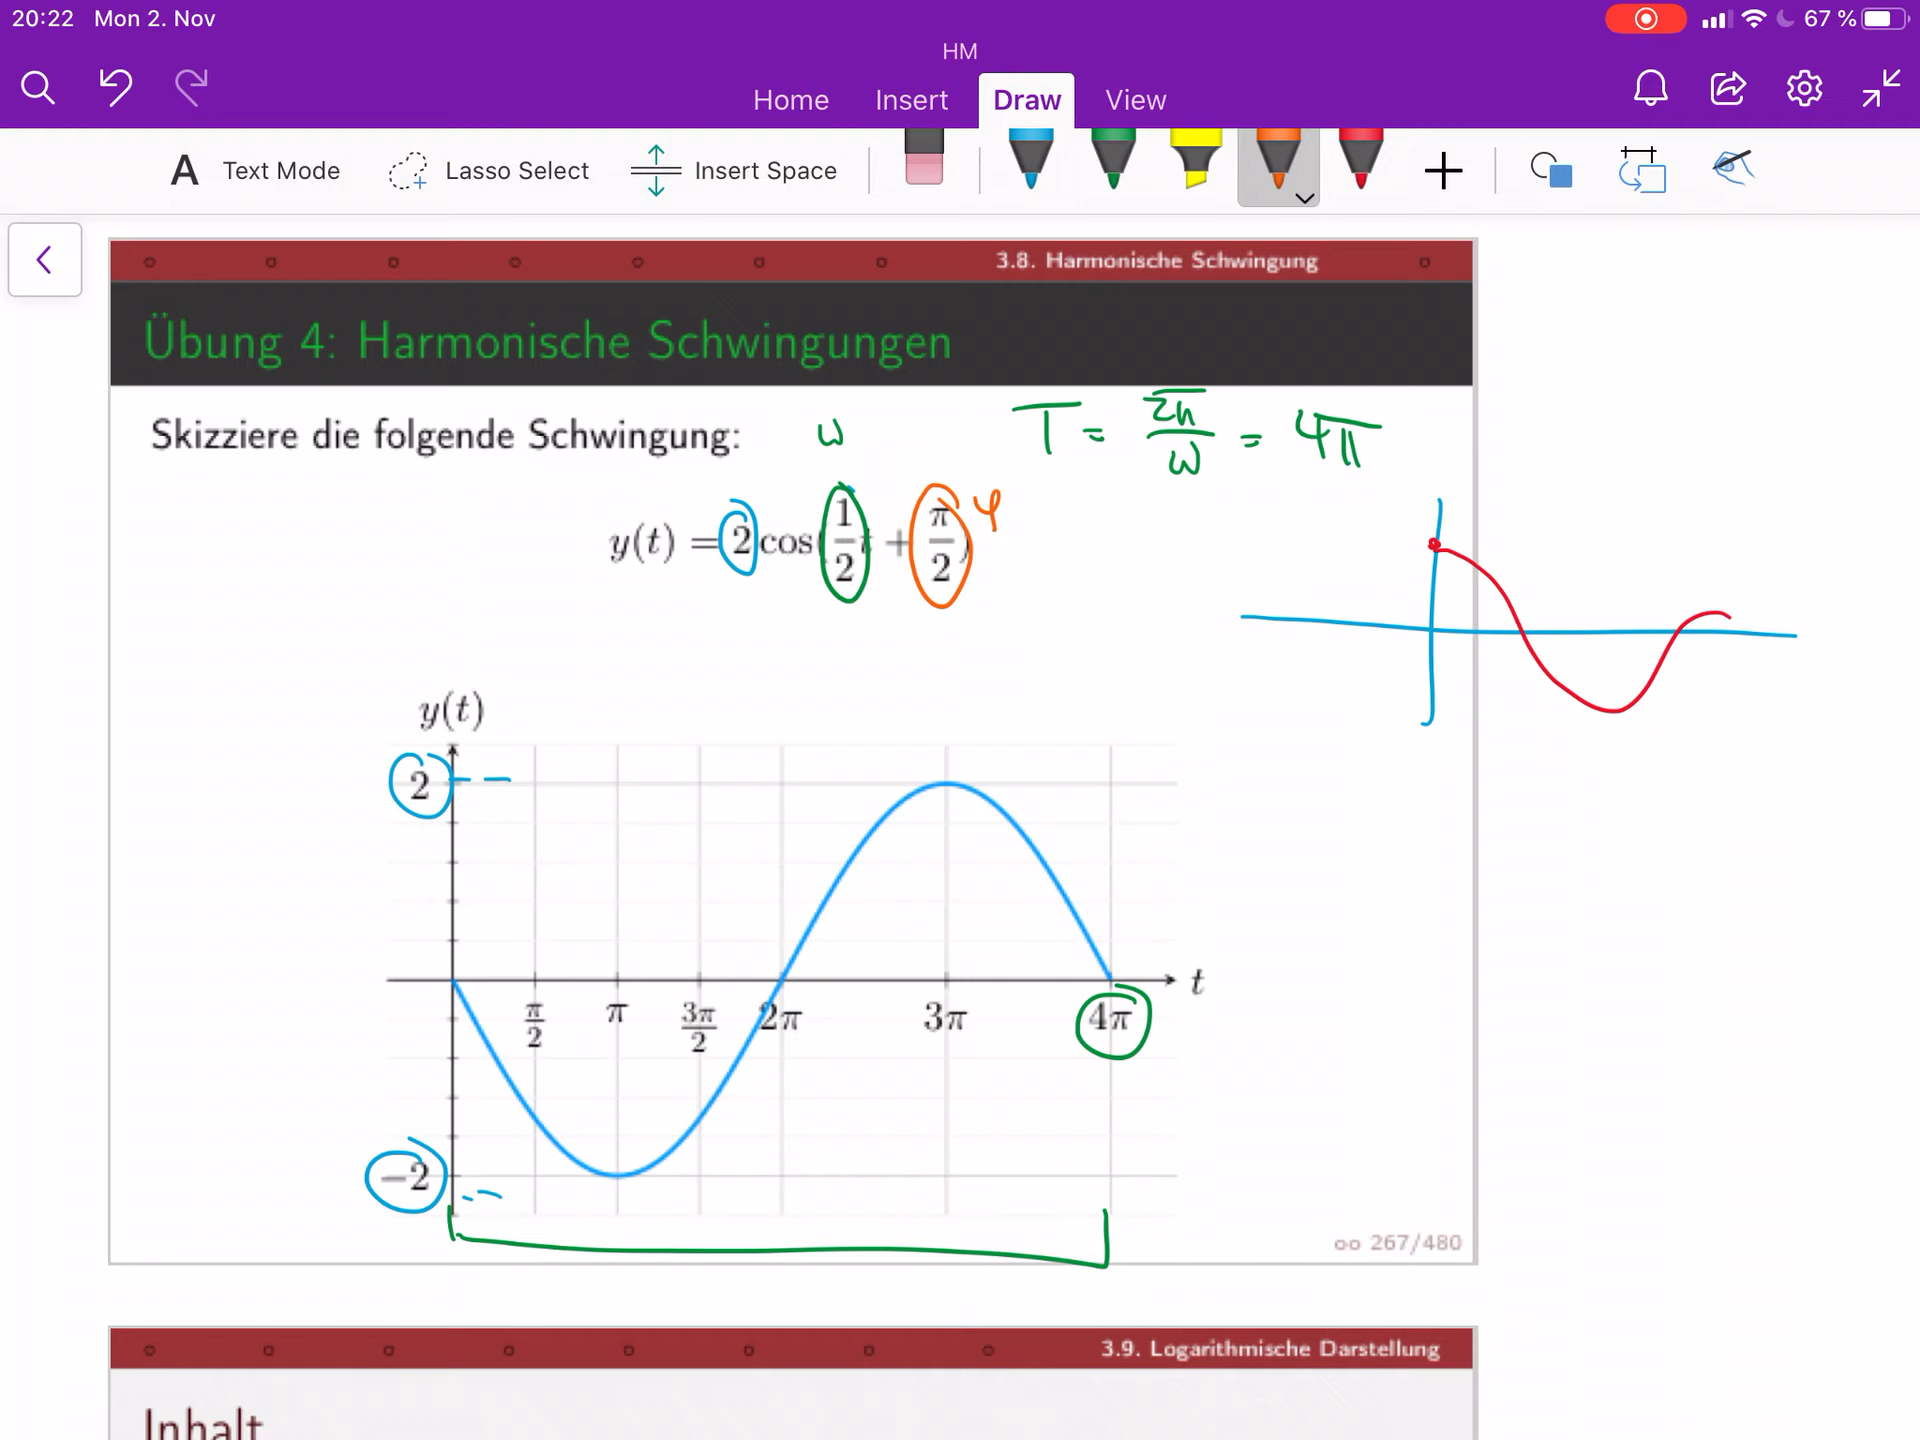 20:22 Mon 2. Nov
67 %
HM
Home Insert Draw View
A Text Mode Lasso Select Insert Space
3.8. Harmonische Schwingung
Übung 4: Harmonische Schwingungen
Skizziere die folgende Schwingung:
ω
T = 2π/ω = 4π
y(t) = 2 cos(1/2 t + π/2)
φ
y(t)
2
t
π/2 π 3π/2 2π 3π 4π
−2
267/480
3.9. Logarithmische Darstellung
Inhalt